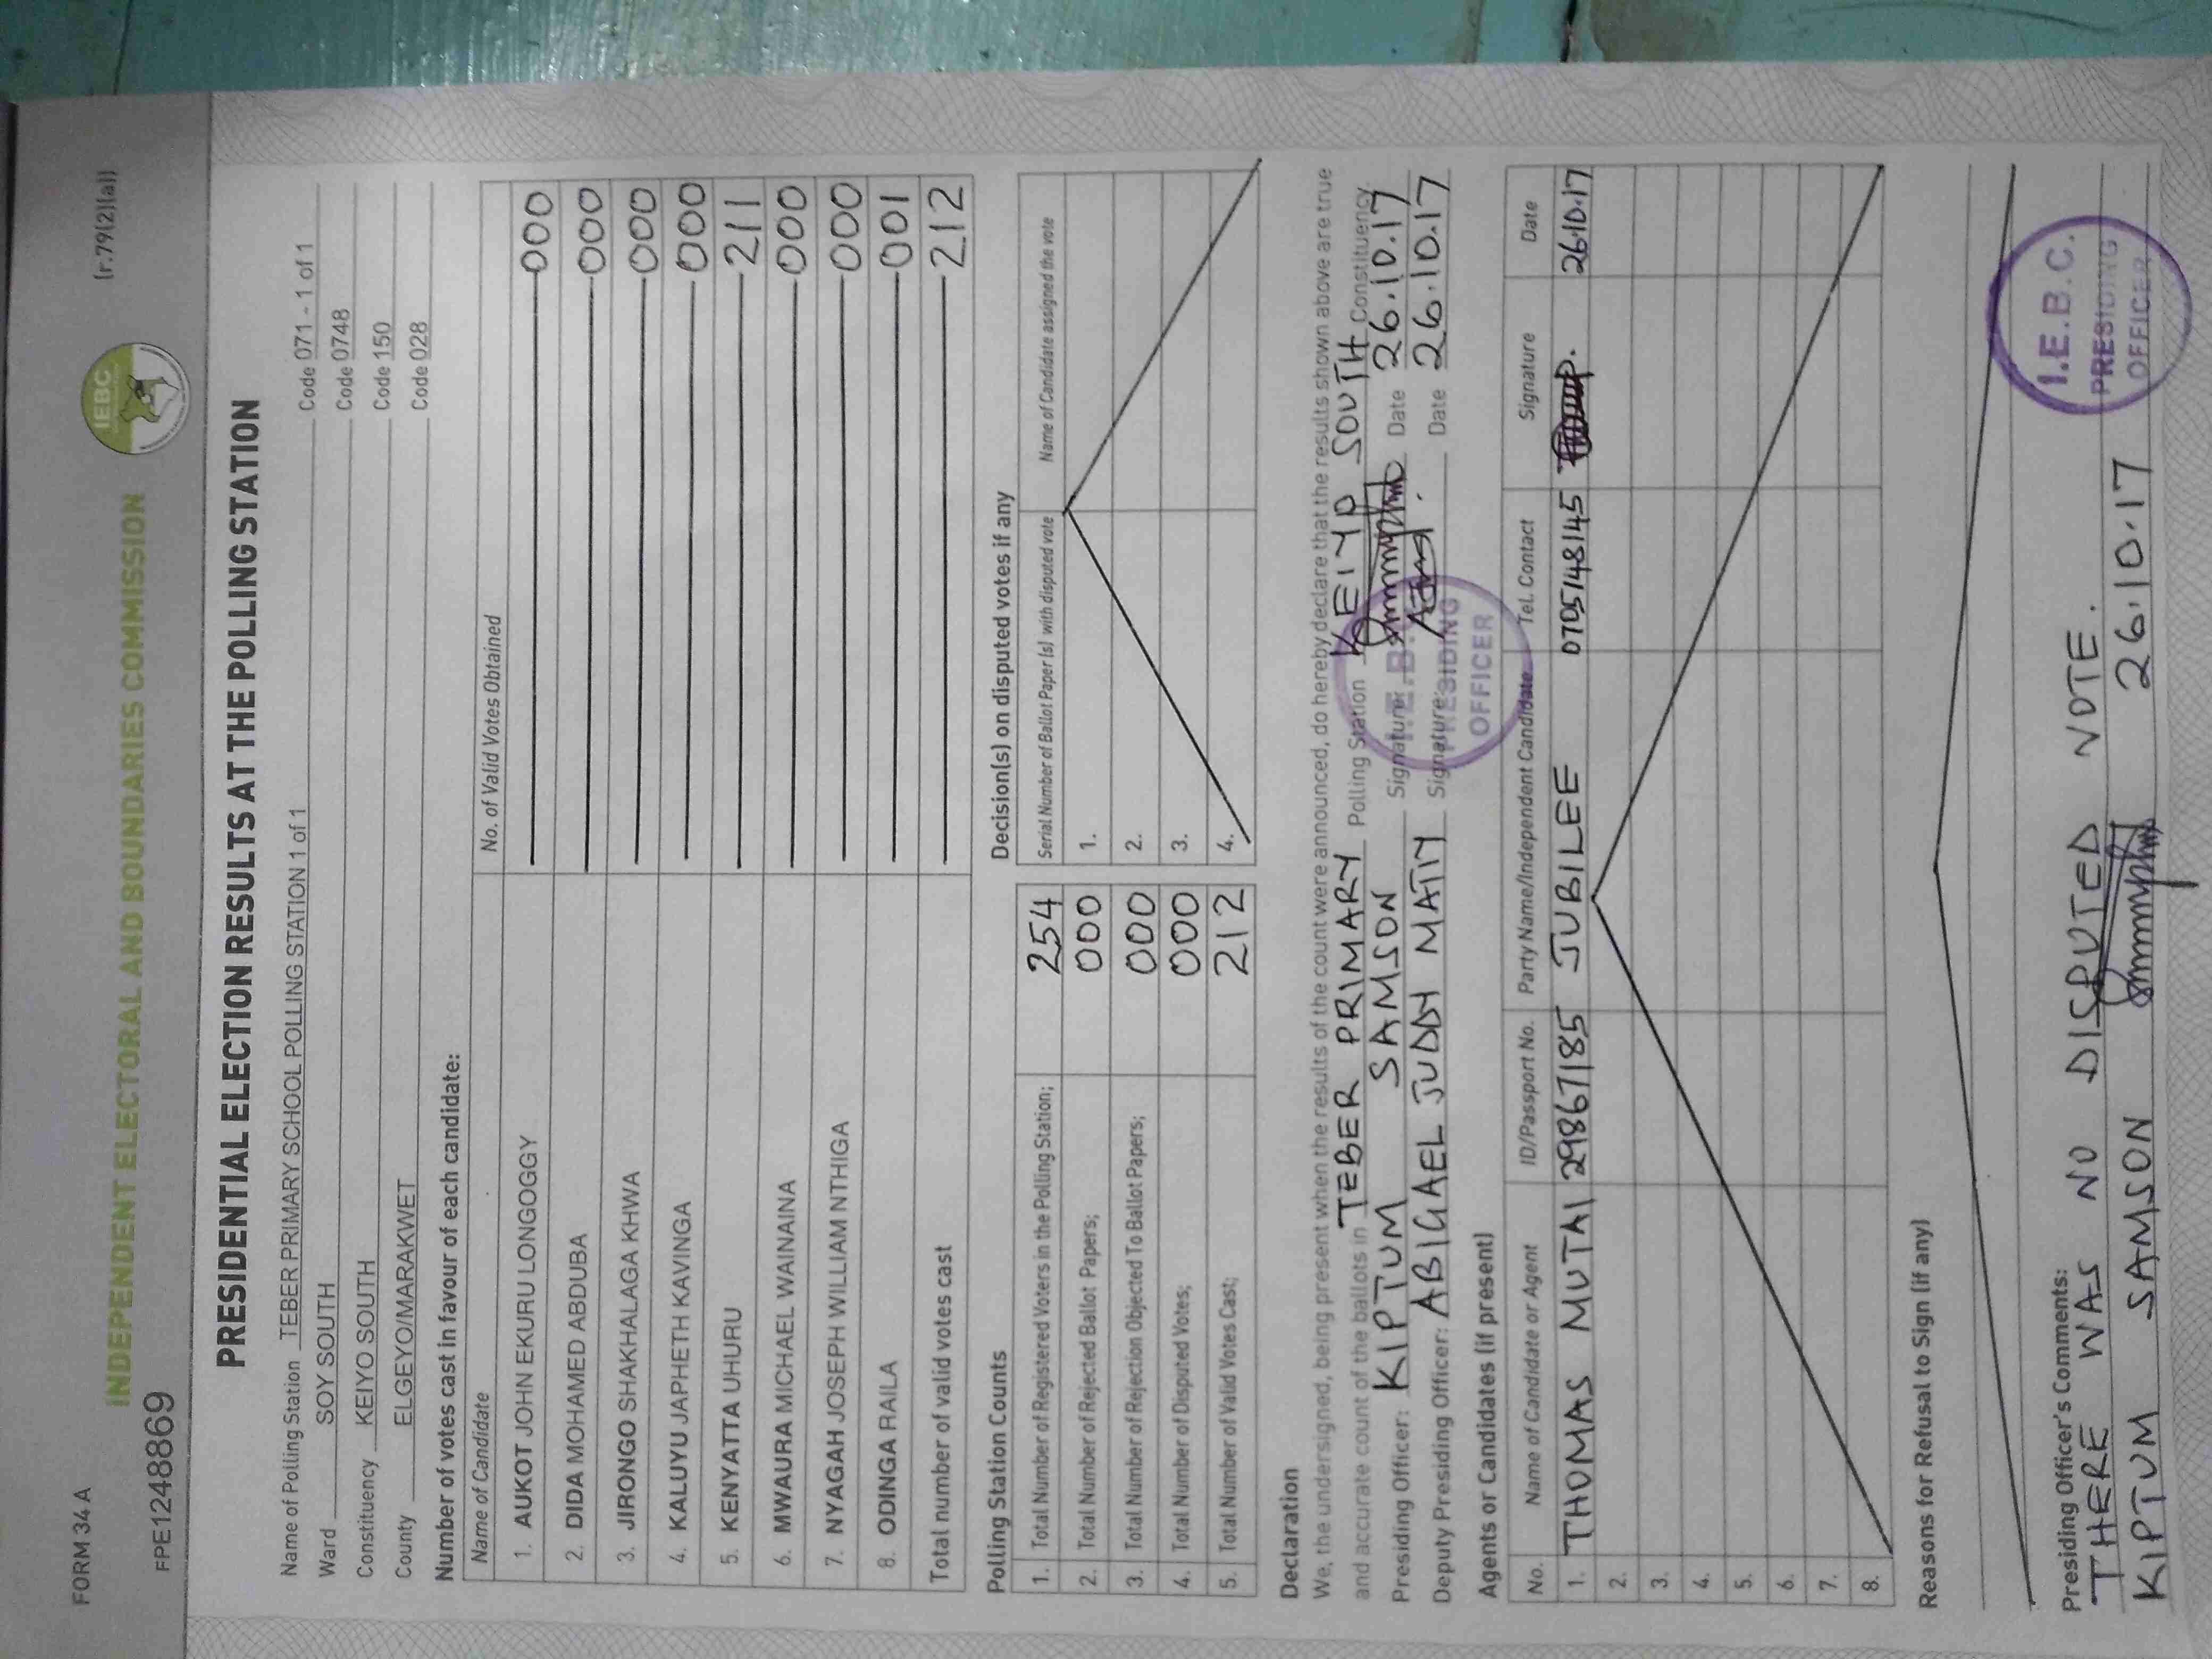 FORM 34 A
(r.79(2)(a))
INDEPENDENT ELECTORAL AND BOUNDARIES COMMISSION
IEBC
FPE1248869
PRESIDENTIAL ELECTION RESULTS AT THE POLLING STATION
Name of Polling Station TEBER PRIMARY SCHOOL POLLING STATION 1 of 1 Code 071 - 1 of 1
Ward SOY SOUTH Code 0748
Constituency KEIYO SOUTH Code 150
County ELGEYO/MARAKWET Code 028
Number of votes cast in favour of each candidate:
Name of Candidate No. of Valid Votes Obtained
1. AUKOT JOHN EKURU LONGOGGY 000
2. DIDA MOHAMED ABDUBA 000
3. JIRONGO SHAKHALAGA KHWA 000
4. KALUYU JAPHETH KAVINGA 000
5. KENYATTA UHURU 211
6. MWAURA MICHAEL WAINAINA 000
7. NYAGAH JOSEPH WILLIAM NTHIGA 000
8. ODINGA RAILA 001
Total number of valid votes cast 212
Polling Station Counts
1. Total Number of Registered Voters in the Polling Station; 254
2. Total Number of Rejected Ballot Papers; 000
3. Total Number of Rejection Objected To Ballot Papers; 000
4. Total Number of Disputed Votes; 000
5. Total Number of Valid Votes Cast; 212
Decision(s) on disputed votes if any
Serial Number of Ballot Paper (s) with disputed vote Name of Candidate assigned the vote
1.
2.
3.
4.
Declaration
We, the undersigned, being present when the results of the count were announced, do hereby declare that the results shown above are true
and accurate count of the ballots in TEBER PRIMARY Polling Station KEIYO SOUTH Constituency.
Presiding Officer: KIPTUM SAMSON Signature: Date 26.10.17
Deputy Presiding Officer: ABIGAEL JUDDY Signature: Date 26.10.17
I.E.B.C.
PRESIDING
OFFICER
Agents or Candidates (if present)
No. Name of Candidate or Agent ID/Passport No. Party Name/Independent Candidate Tel. Contact Signature Date
1. THOMAS MUTAI 29867185 JUBILEE 0705148145 26.10.17
2.
3.
4.
5.
6.
7.
8.
Reasons for Refusal to Sign (if any)
Presiding Officer's Comments:
THERE WAS NO DISPUTED NOTE.
KIPTUM SAMSON 26.10.17
I.E.B.C.
PRESIDING
OFFICER